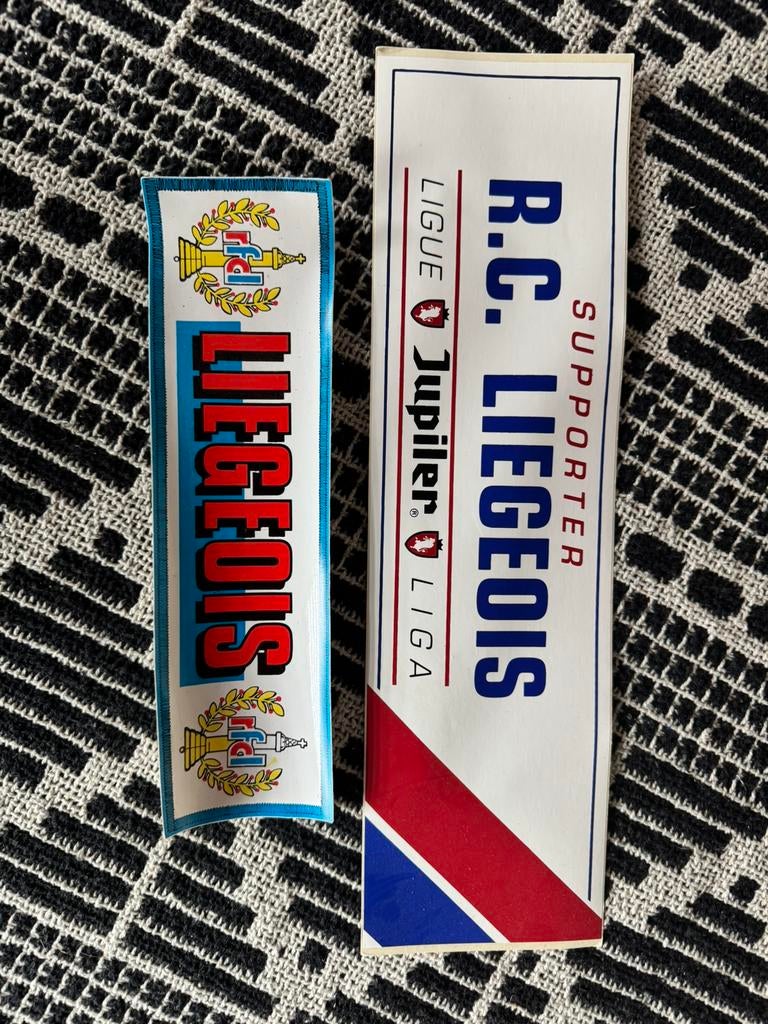 rfcl
LIEGEOIS
rfcl
SUPPORTER
R.C. LIEGEOIS
LIGUE Jupiler® LIGA